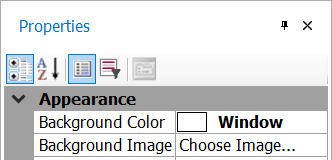 Properties
A
Z
Appearance
Background Color Window
Background Image Choose Image...